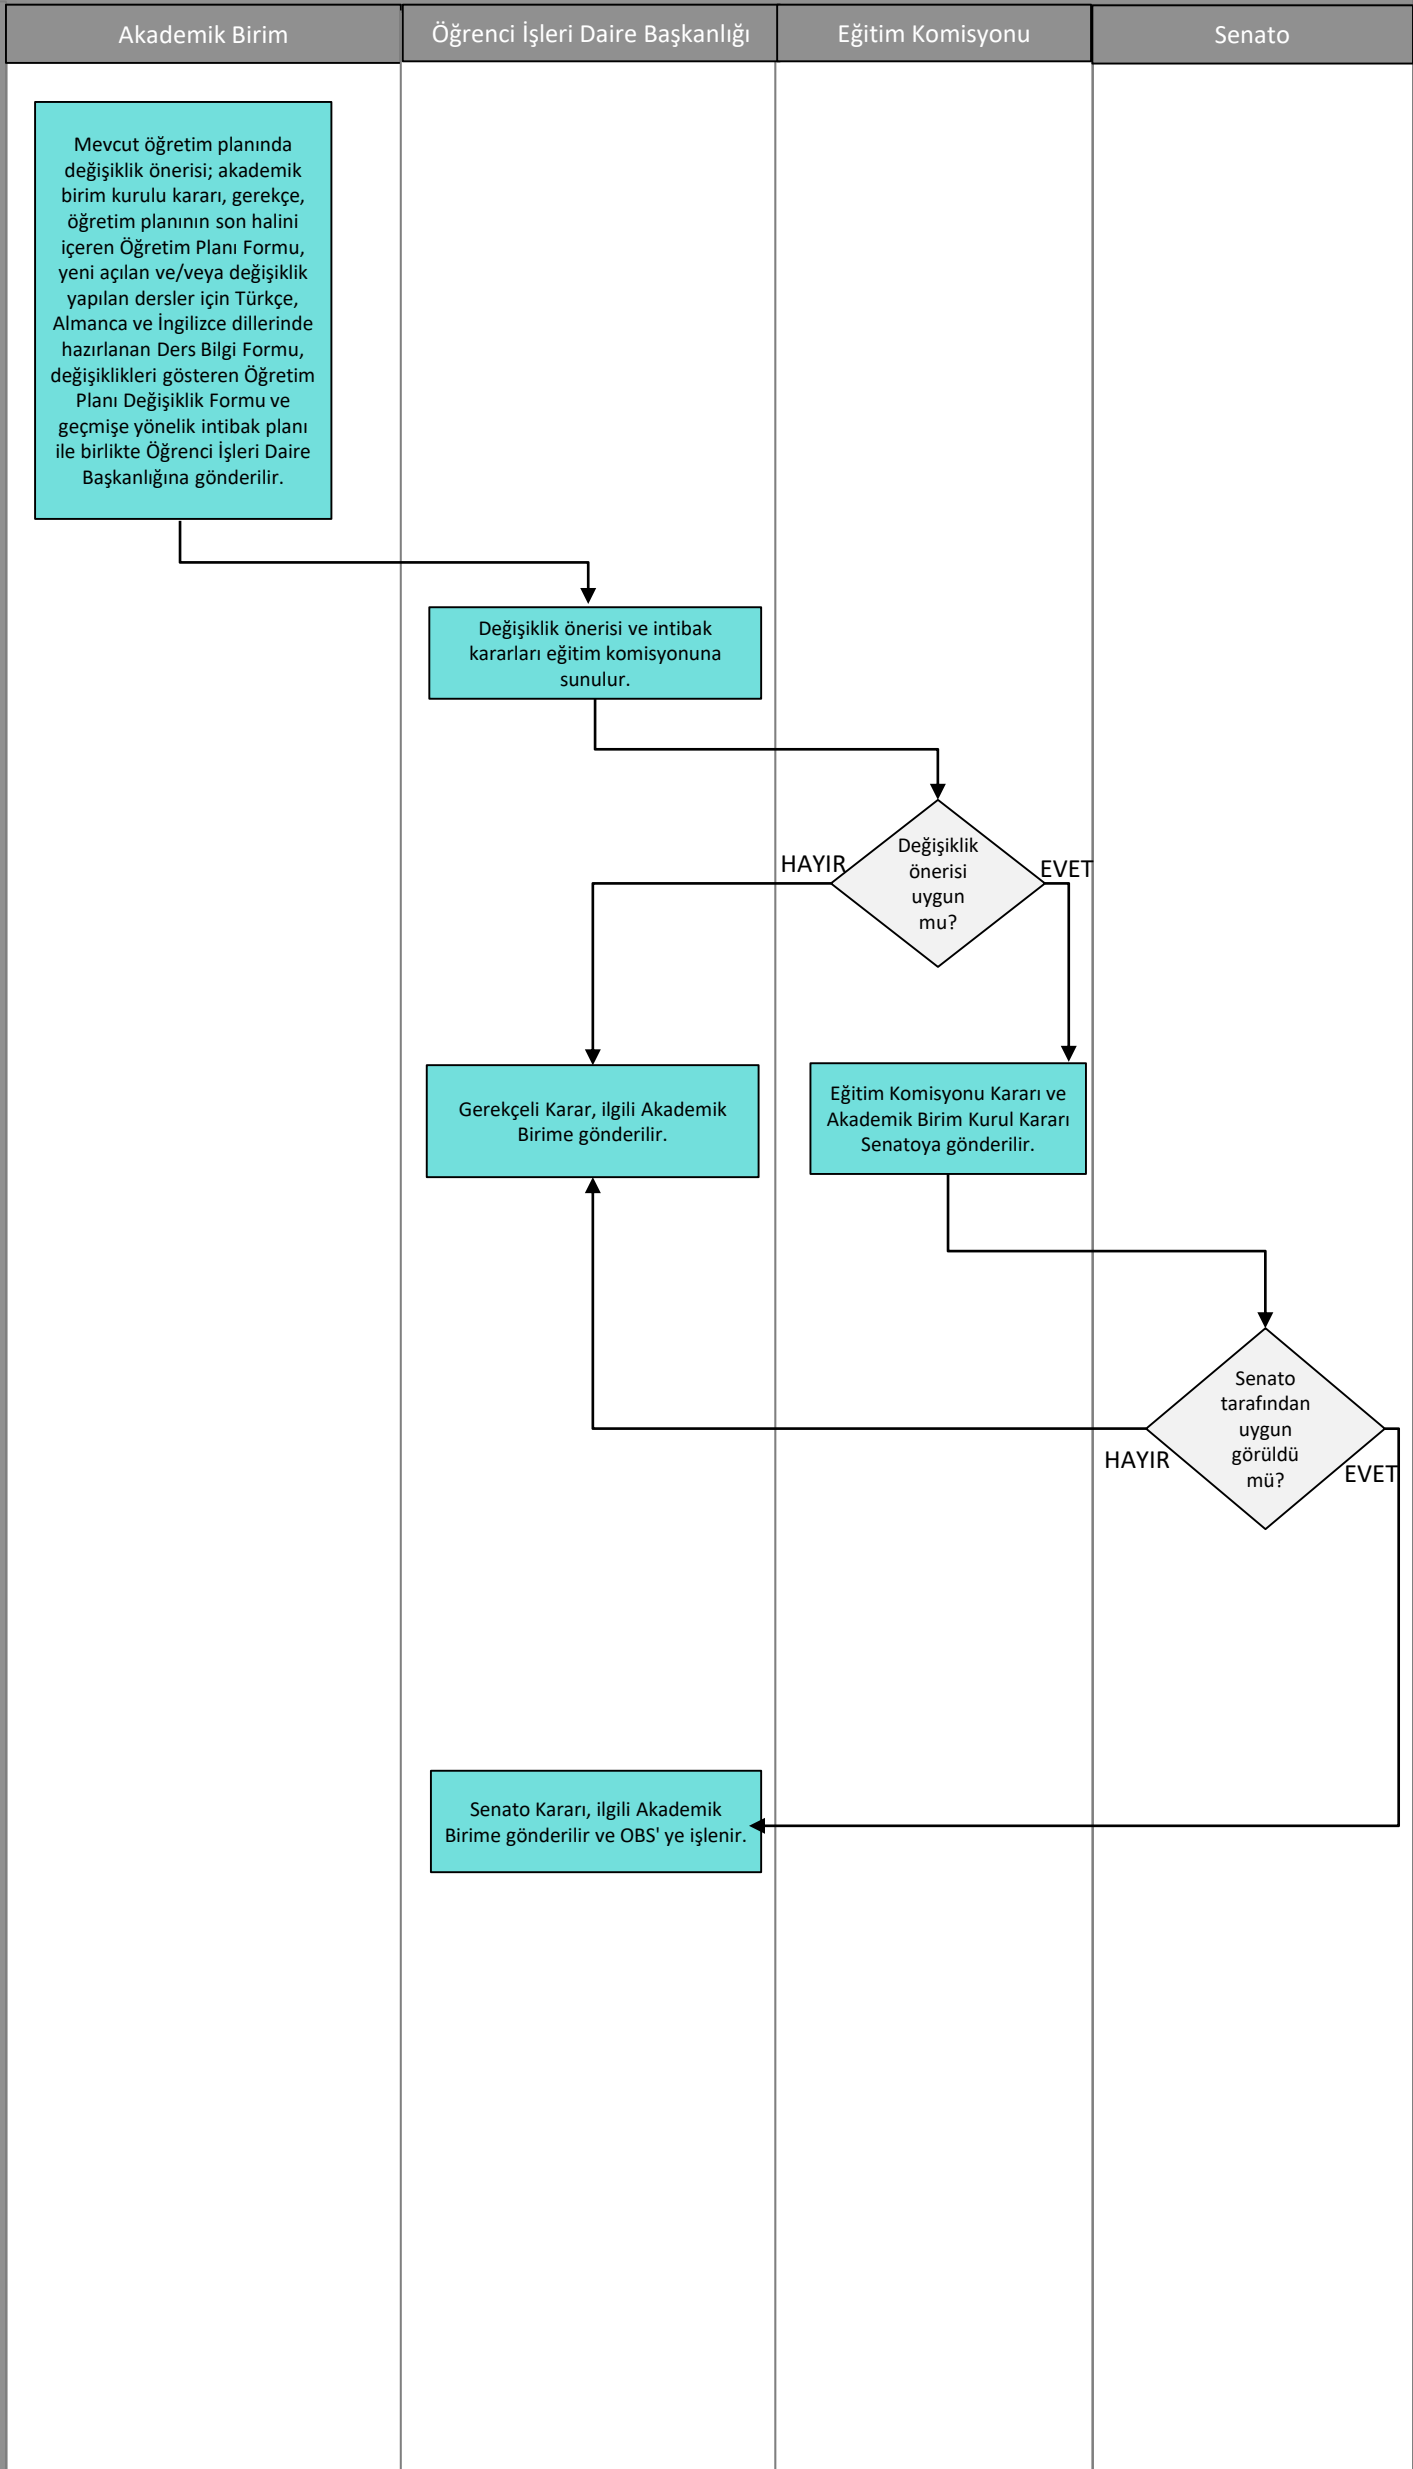 Akademik Birim
Öğrenci İşleri Daire Başkanlığı
Eğitim Komisyonu
Senato
Mevcut öğretim planında
değişiklik önerisi; akademik
birim kurulu kararı, gerekçe,
öğretim planının son halini
içeren Öğretim Planı Formu,
yeni açılan ve/veya değişiklik
yapılan dersler için Türkçe,
Almanca ve İngilizce dillerinde
hazırlanan Ders Bilgi Formu,
değişiklikleri gösteren Öğretim
Planı Değişiklik Formu ve
geçmişe yönelik intibak planı
ile birlikte Öğrenci İşleri Daire
Başkanlığına gönderilir.
Değişiklik önerisi ve intibak
kararları eğitim komisyonuna
sunulur.
Değişiklik
önerisi
uygun
mu?
HAYIR
EVET
Gerekçeli Karar, ilgili Akademik
Birime gönderilir.
Eğitim Komisyonu Kararı ve
Akademik Birim Kurul Kararı
Senatoya gönderilir.
Senato
tarafından
uygun
görüldü
mü?
HAYIR
EVET
Senato Kararı, ilgili Akademik
Birime gönderilir ve OBS' ye işlenir.